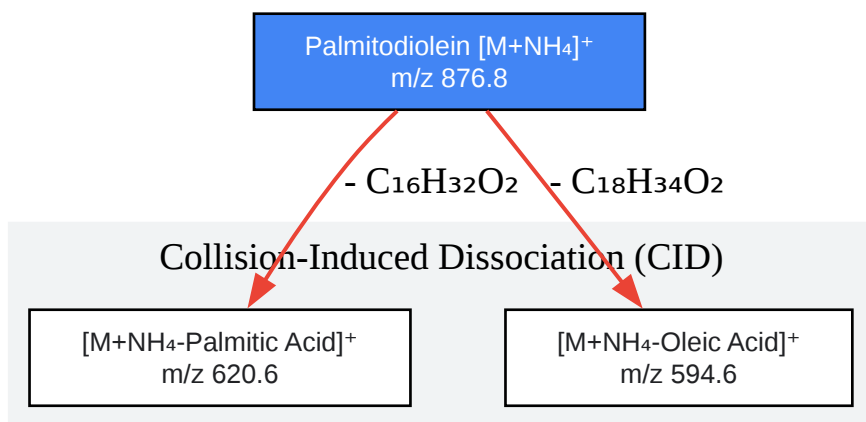 Palmitodiolein [M+NH₄]⁺
m/z 876.8
- C₁₆H₃₂O₂
- C₁₈H₃₄O₂
Collision-Induced Dissociation (CID)
[M+NH₄-Palmitic Acid]⁺
m/z 620.6
[M+NH₄-Oleic Acid]⁺
m/z 594.6